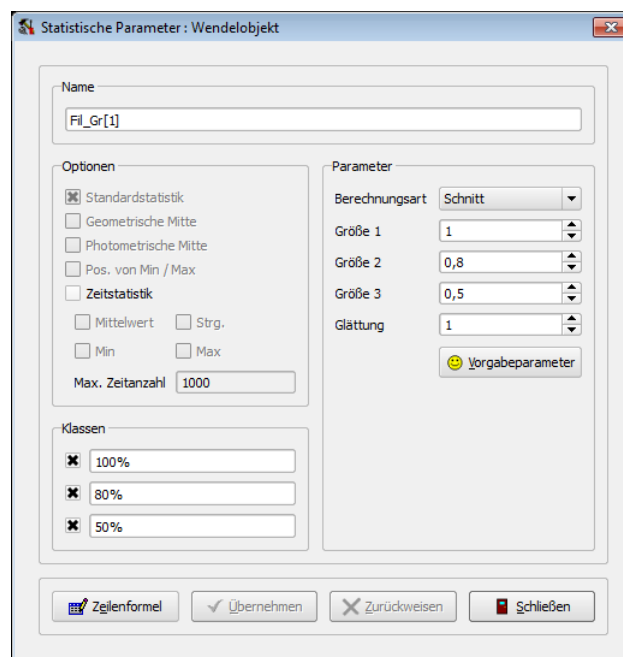 Statistische Parameter : Wendelobjekt
Name
Fil_Gr[1]
Optionen
Standardstatistik
Geometrische Mitte
Photometrische Mitte
Pos. von Min / Max
Zeitstatistik
Mittelwert Strg.
Min Max
Max. Zeitanzahl 1000
Klassen
100%
80%
50%
Parameter
Berechnungsart Schnitt
Größe 1 1
Größe 2 0,8
Größe 3 0,5
Glättung 1
Vorgabeparameter
Zeilenformel Übernehmen Zurückweisen Schließen